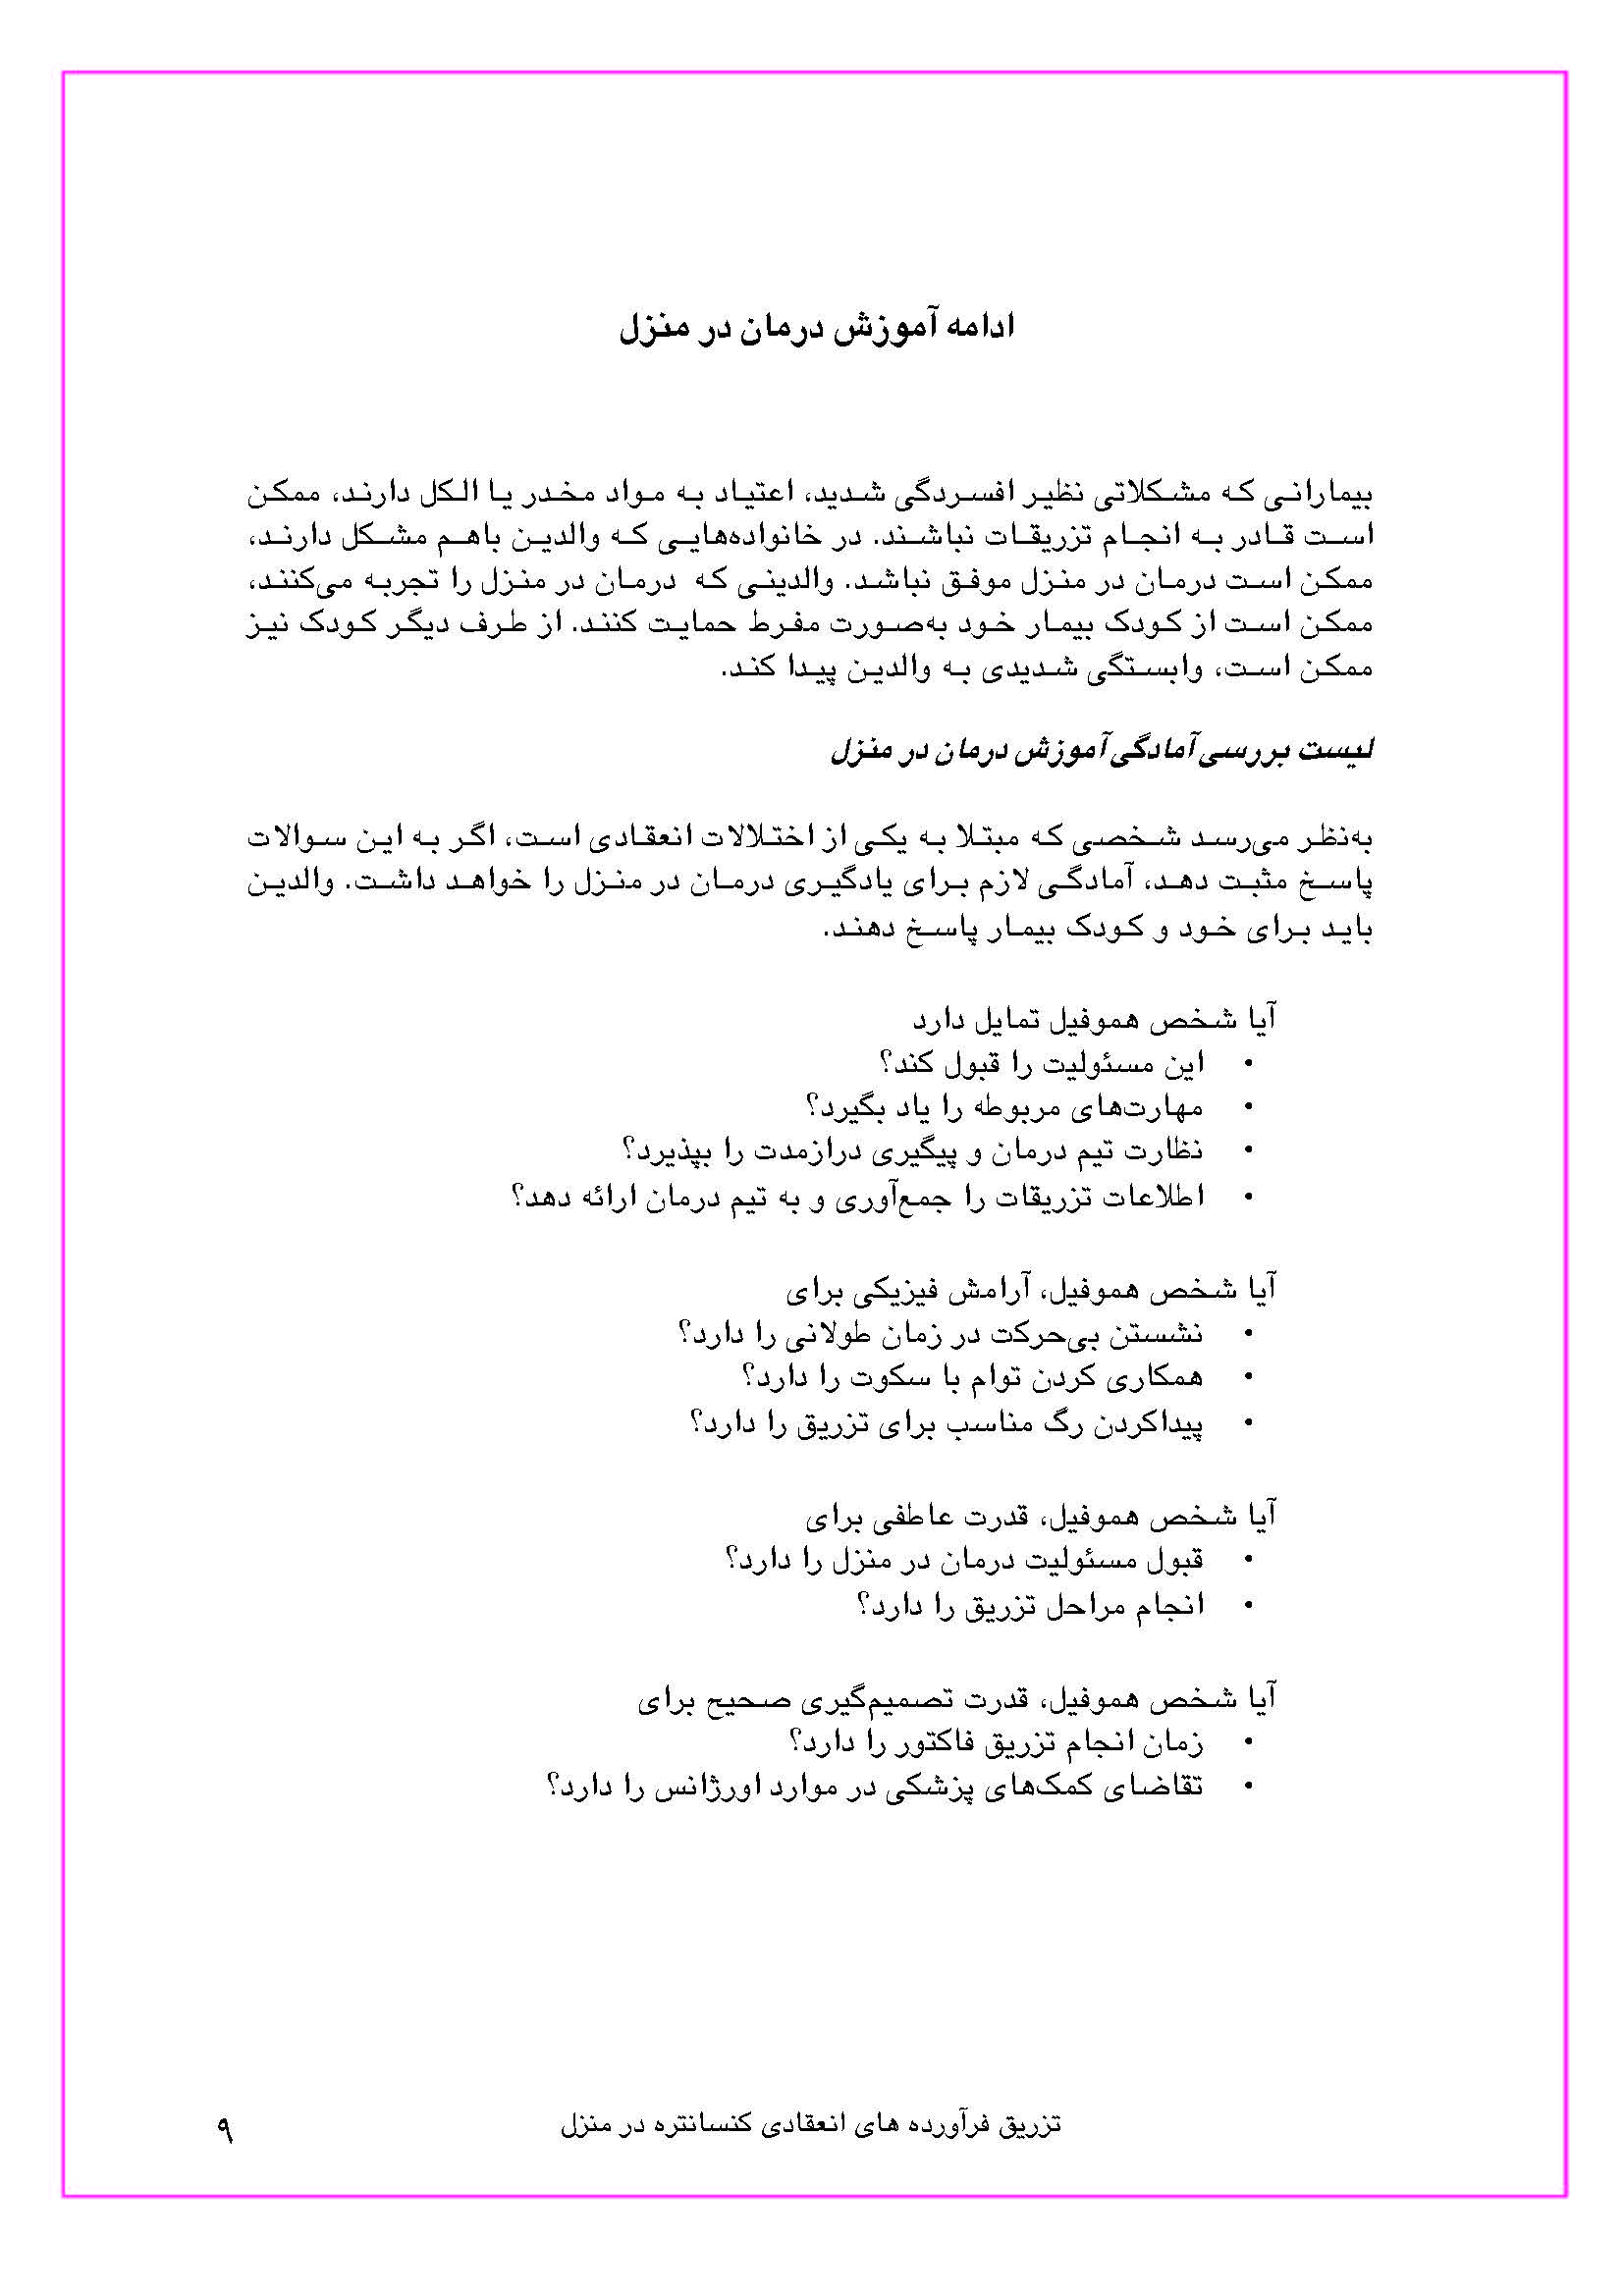 ادامه آموزش درمان در منزل
بیمارانی که مشکلاتی نظیر افسردگی شدید، اعتیاد به مواد مخدر یا الکل دارند، ممکن
است قادر به انجام تزریقات نباشند. در خانواده‌هایی که والدین باهم مشکل دارند،
ممکن است درمان در منزل موفق نباشد. والدینی که درمان در منزل را تجربه می‌کنند،
ممکن است از کودک بیمار خود به‌صورت مفرط حمایت کنند. از طرف دیگر کودک نیز
ممکن است، وابستگی شدیدی به والدین پیدا کند.
لیست بررسی آمادگی آموزش درمان در منزل
به‌نظر می‌رسد شخصی که مبتلا به یکی از اختلالات انعقادی است، اگر به این سوالات
پاسخ مثبت دهد، آمادگی لازم برای یادگیری درمان در منزل را خواهد داشت. والدین
باید برای خود و کودک بیمار پاسخ دهند.
آیا شخص هموفیل تمایل دارد
• این مسئولیت را قبول کند؟
• مهارت‌های مربوطه را یاد بگیرد؟
• نظارت تیم درمان و پیگیری درازمدت را بپذیرد؟
• اطلاعات تزریقات را جمع‌آوری و به تیم درمان ارائه دهد؟
آیا شخص هموفیل، آرامش فیزیکی برای
• نشستن بی‌حرکت در زمان طولانی را دارد؟
• همکاری کردن توام با سکوت را دارد؟
• پیداکردن رگ مناسب برای تزریق را دارد؟
آیا شخص هموفیل، قدرت عاطفی برای
• قبول مسئولیت درمان در منزل را دارد؟
• انجام مراحل تزریق را دارد؟
آیا شخص هموفیل، قدرت تصمیم‌گیری صحیح برای
• زمان انجام تزریق فاکتور را دارد؟
• تقاضای کمک‌های پزشکی در موارد اورژانس را دارد؟
تزریق فرآورده های انعقادی کنسانتره در منزل
۹